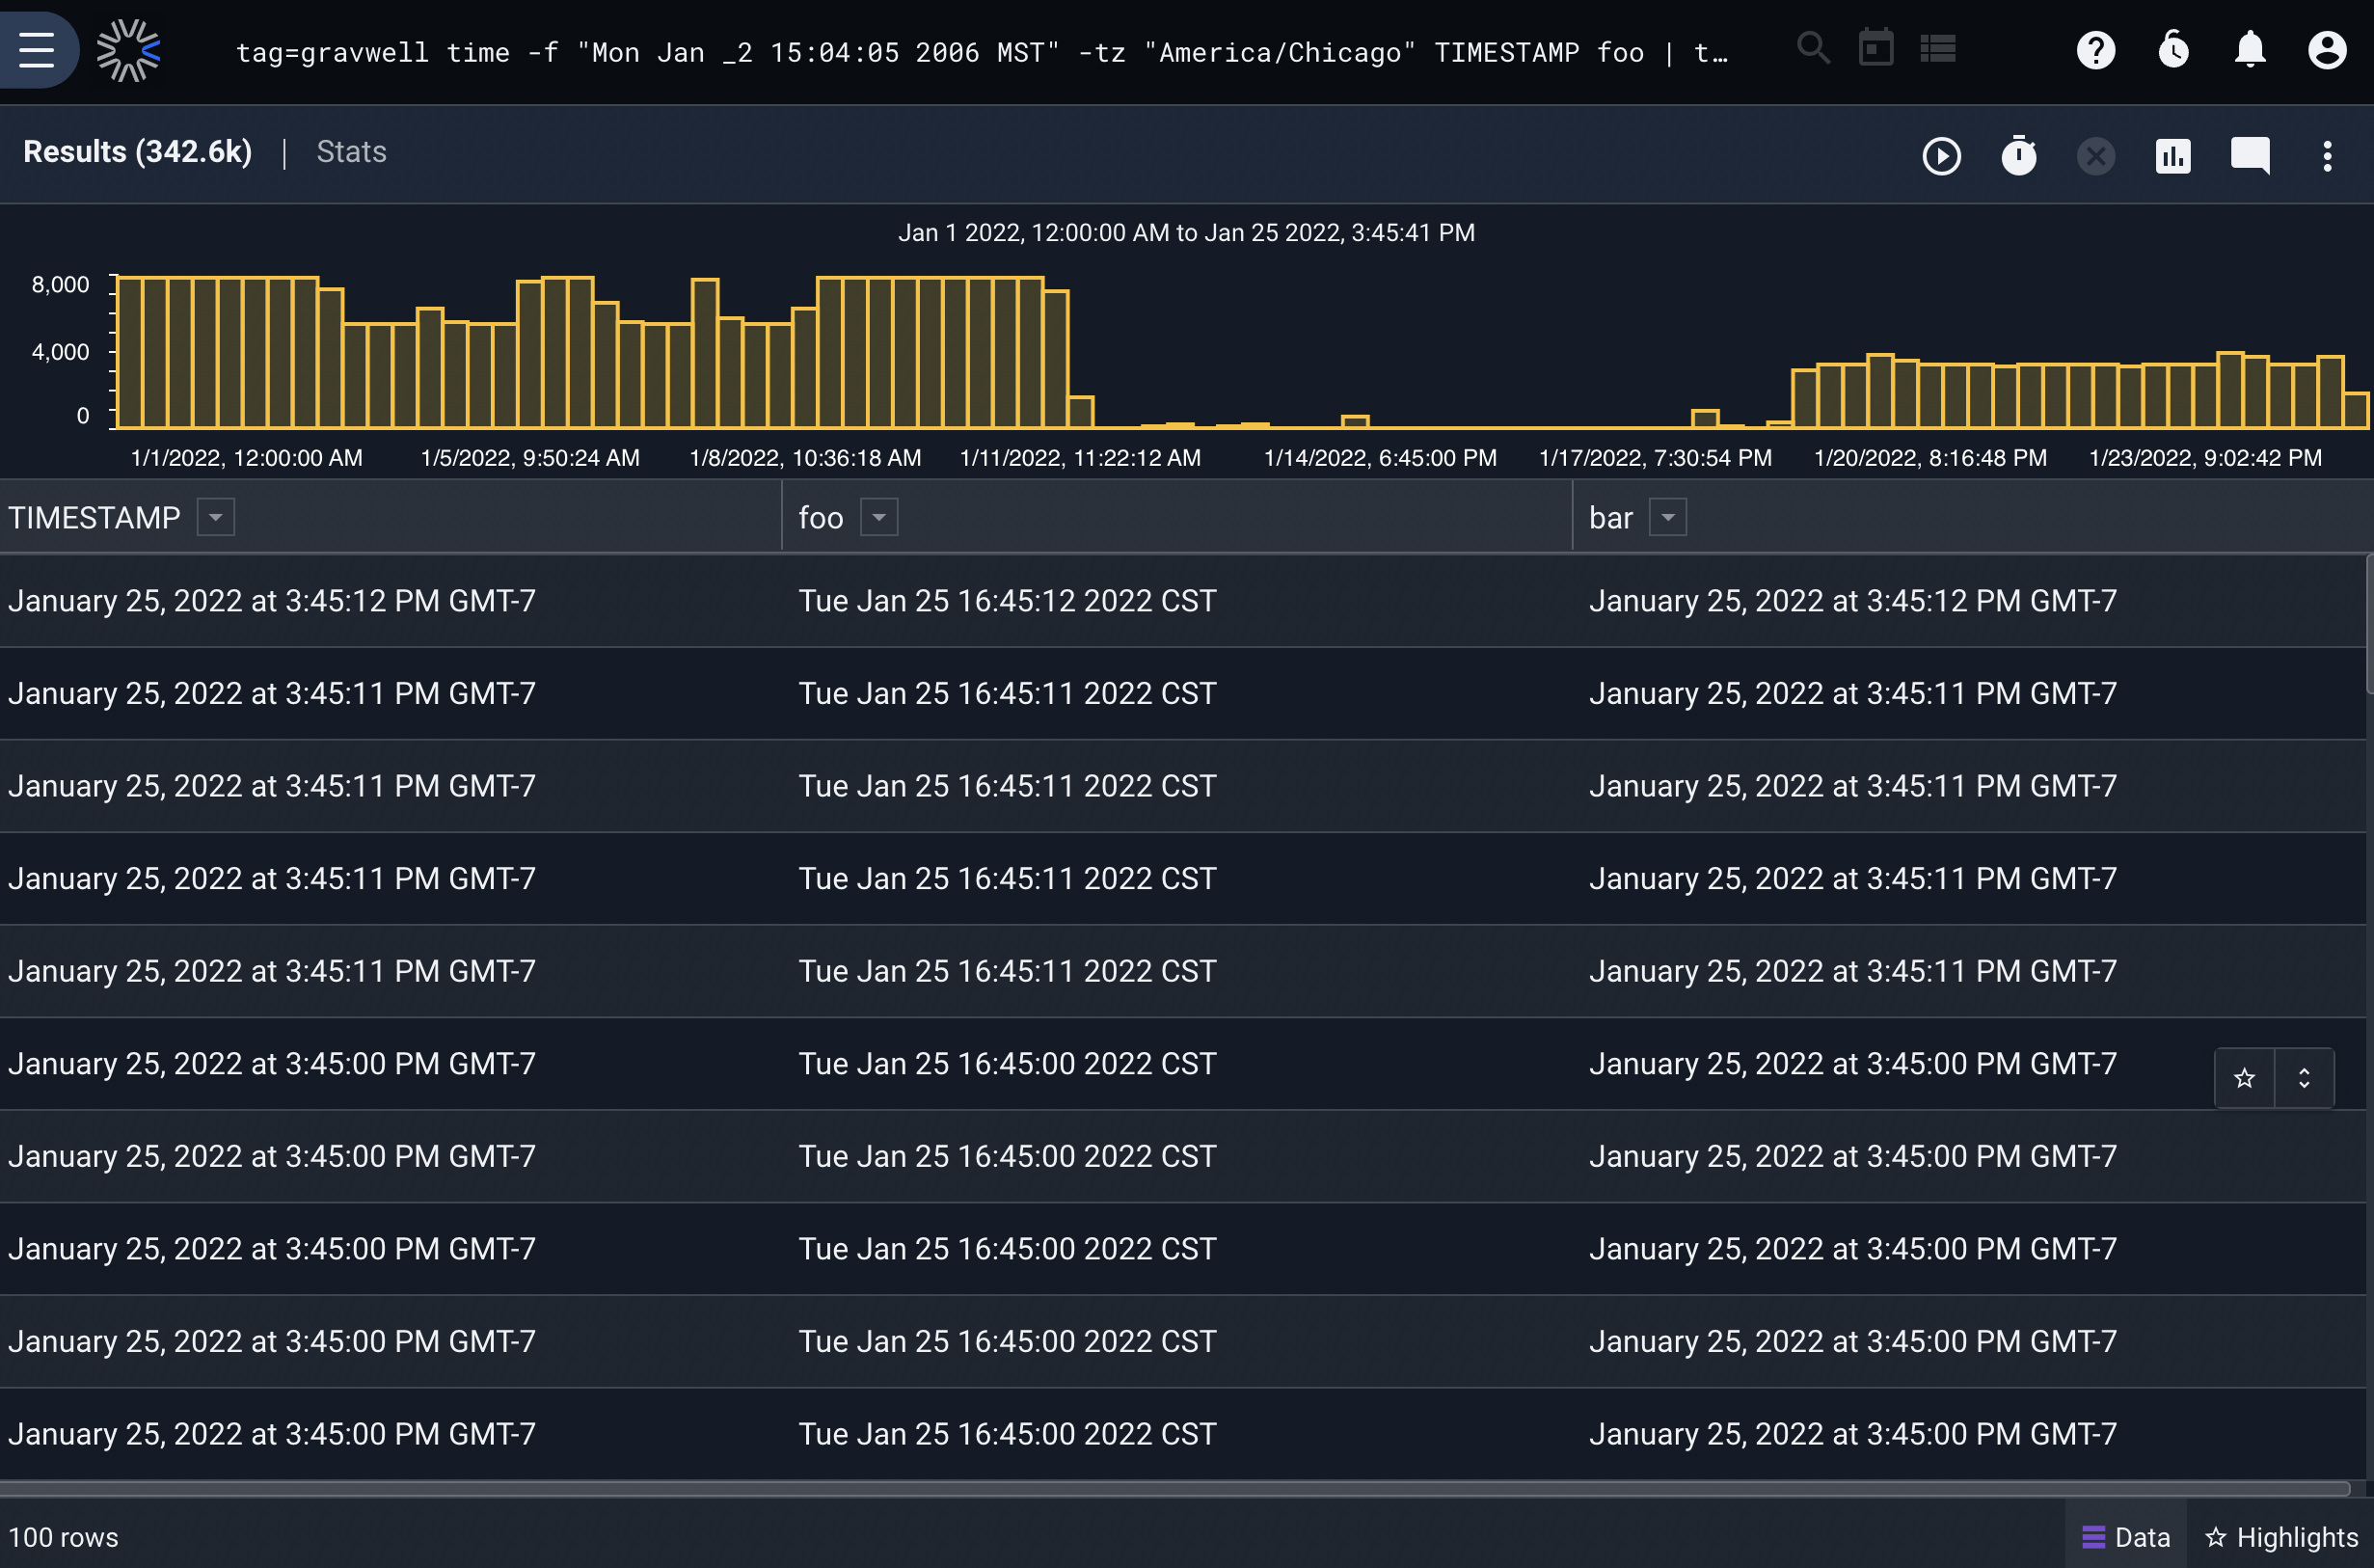 tag=gravwell time -f "Mon Jan _2 15:04:05 2006 MST" -tz "America/Chicago" TIMESTAMP foo | t…
Results (342.6k) | Stats
Jan 1 2022, 12:00:00 AM to Jan 25 2022, 3:45:41 PM
8,000
4,000
0
1/1/2022, 12:00:00 AM 1/5/2022, 9:50:24 AM 1/8/2022, 10:36:18 AM 1/11/2022, 11:22:12 AM 1/14/2022, 6:45:00 PM 1/17/2022, 7:30:54 PM 1/20/2022, 8:16:48 PM 1/23/2022, 9:02:42 PM
TIMESTAMP foo bar
January 25, 2022 at 3:45:12 PM GMT-7 Tue Jan 25 16:45:12 2022 CST January 25, 2022 at 3:45:12 PM GMT-7
January 25, 2022 at 3:45:11 PM GMT-7 Tue Jan 25 16:45:11 2022 CST January 25, 2022 at 3:45:11 PM GMT-7
January 25, 2022 at 3:45:11 PM GMT-7 Tue Jan 25 16:45:11 2022 CST January 25, 2022 at 3:45:11 PM GMT-7
January 25, 2022 at 3:45:11 PM GMT-7 Tue Jan 25 16:45:11 2022 CST January 25, 2022 at 3:45:11 PM GMT-7
January 25, 2022 at 3:45:11 PM GMT-7 Tue Jan 25 16:45:11 2022 CST January 25, 2022 at 3:45:11 PM GMT-7
January 25, 2022 at 3:45:00 PM GMT-7 Tue Jan 25 16:45:00 2022 CST January 25, 2022 at 3:45:00 PM GMT-7
January 25, 2022 at 3:45:00 PM GMT-7 Tue Jan 25 16:45:00 2022 CST January 25, 2022 at 3:45:00 PM GMT-7
January 25, 2022 at 3:45:00 PM GMT-7 Tue Jan 25 16:45:00 2022 CST January 25, 2022 at 3:45:00 PM GMT-7
January 25, 2022 at 3:45:00 PM GMT-7 Tue Jan 25 16:45:00 2022 CST January 25, 2022 at 3:45:00 PM GMT-7
January 25, 2022 at 3:45:00 PM GMT-7 Tue Jan 25 16:45:00 2022 CST January 25, 2022 at 3:45:00 PM GMT-7
100 rows Data Highlights